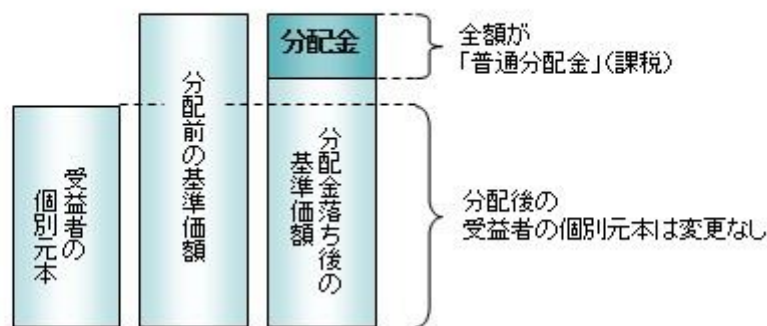 受益者の
個別元本
分配前の基準価額
分配金
分配金落ち後の
基準価額
全額が
「普通分配金」(課税)
分配後の
受益者の個別元本は変更なし